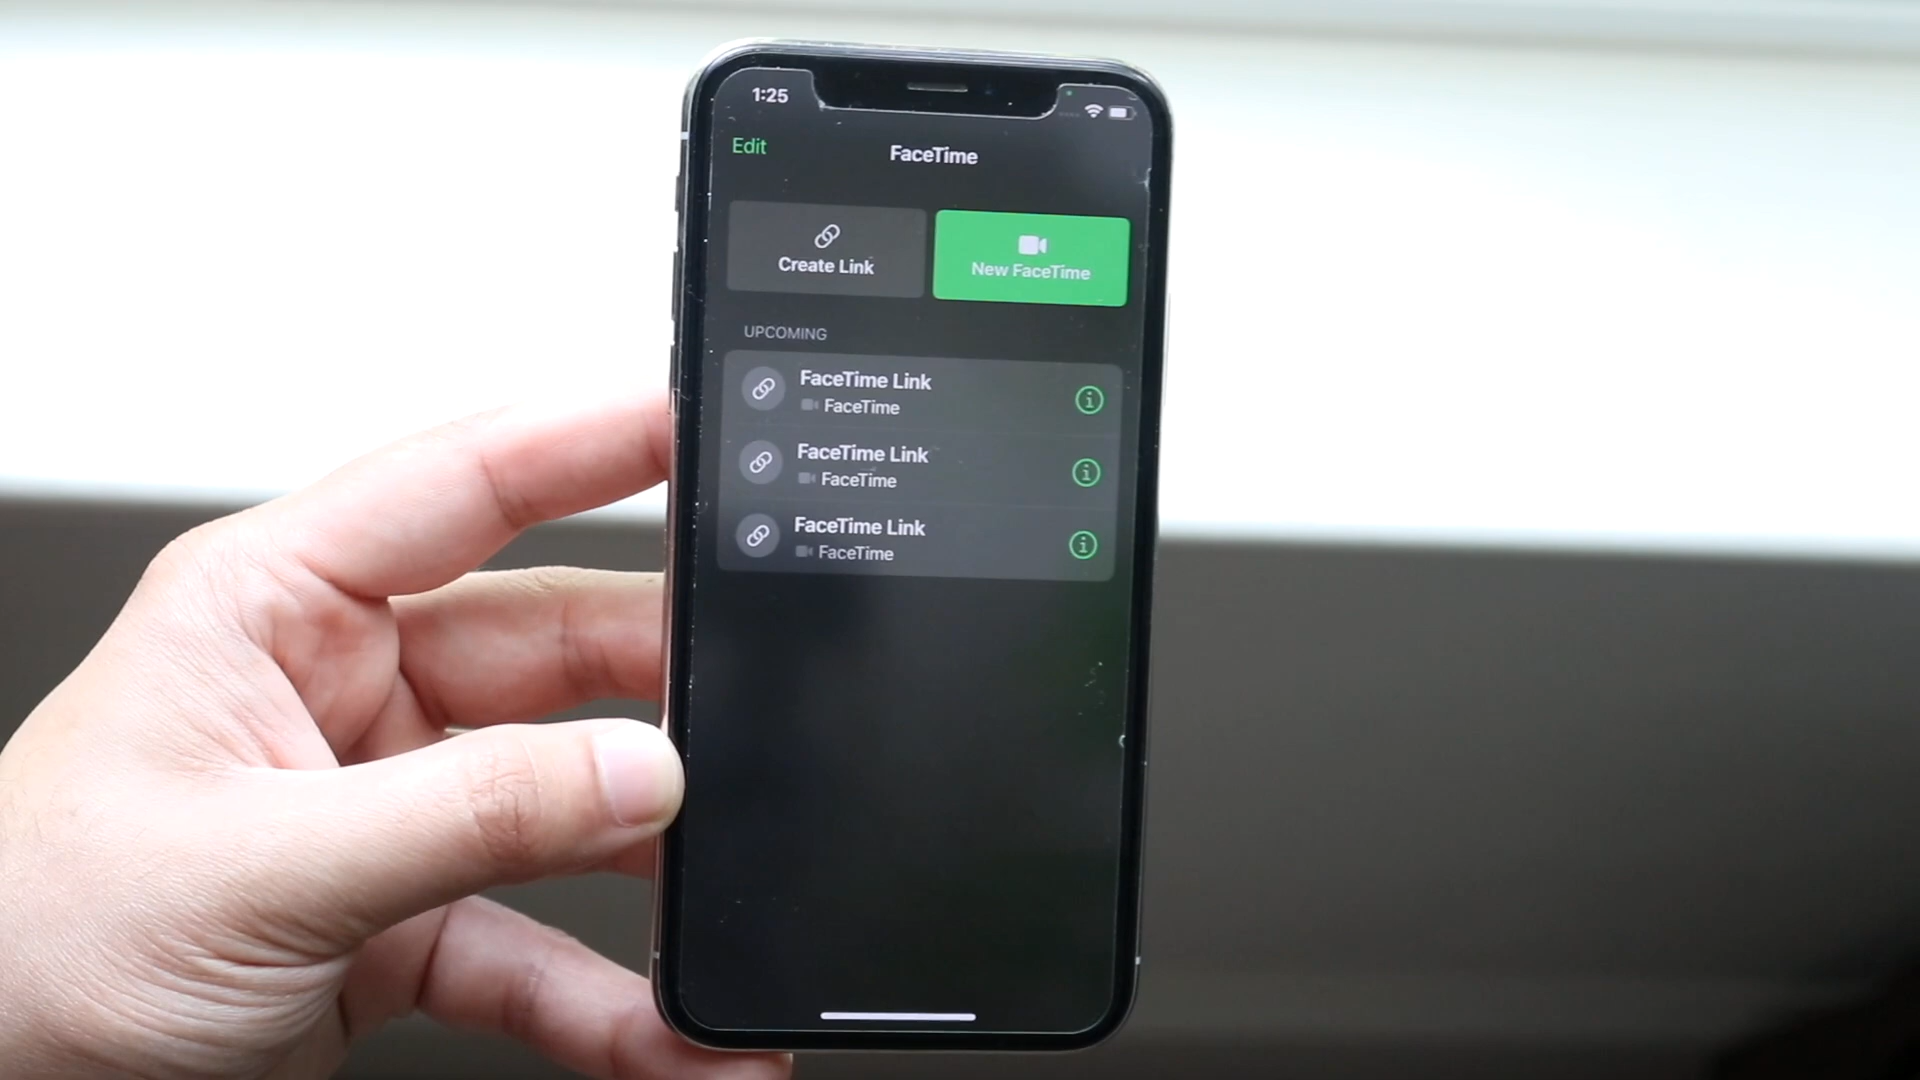 1:25
Edit
FaceTime
Create Link
New FaceTime
UPCOMING
FaceTime Link
FaceTime
FaceTime Link
FaceTime
FaceTime Link
FaceTime